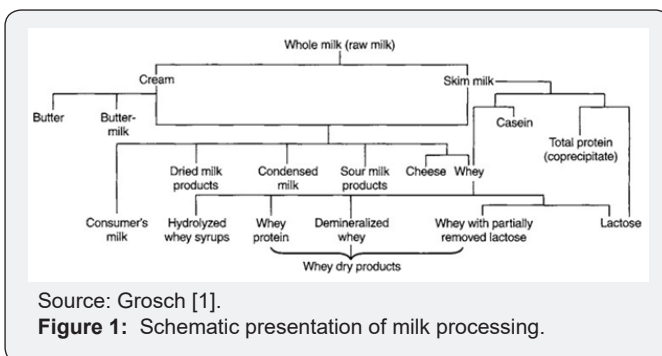 Whole milk (raw milk)
Cream
Skim milk
Butter
Butter-
milk
Casein
Total protein
(coprecipitate)
Dried milk
products
Condensed
milk
Sour milk
products
Cheese
Whey
Consumer's
milk
Hydrolyzed
whey syrups
Whey
protein
Demineralized
whey
Whey with partially
removed lactose
Lactose
Whey dry products
Source: Grosch [1].
Figure 1: Schematic presentation of milk processing.